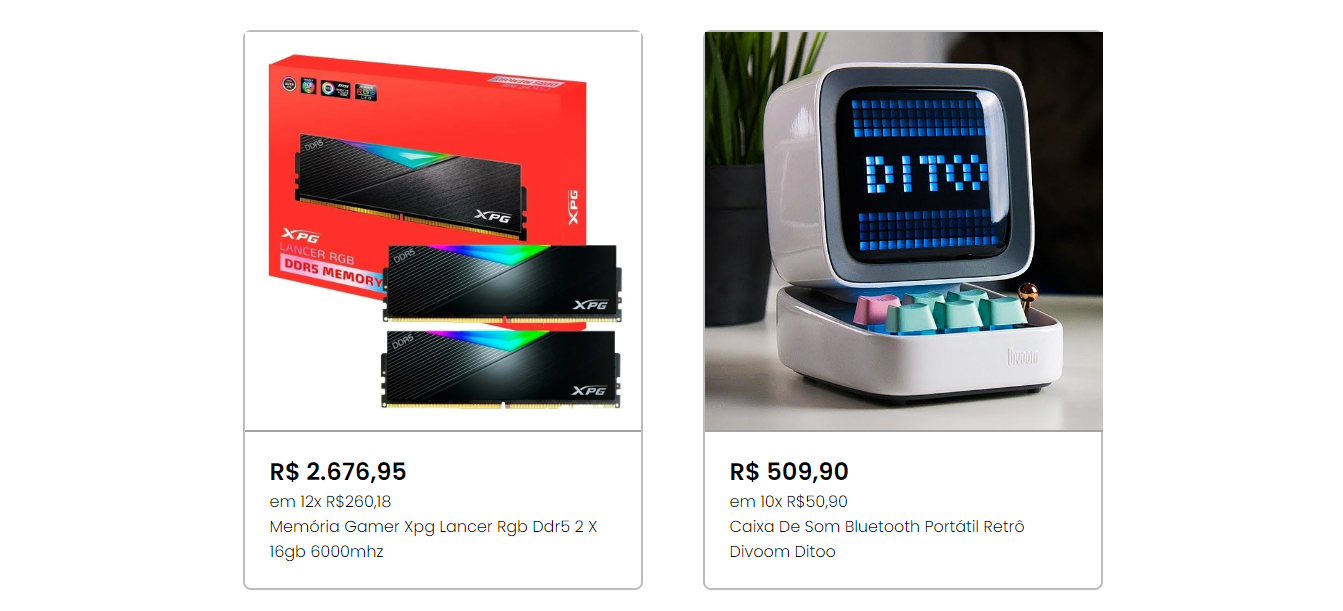 DDR5
XPG
XPG
XPG
LANCER RGB
DDR5 MEMORY
DDR5
XPG
DDR5
XPG
R$ 2.676,95
em 12x R$260,18
Memória Gamer Xpg Lancer Rgb Ddr5 2 X
16gb 6000mhz
DITOO
Divoom
R$ 509,90
em 10x R$50,90
Caixa De Som Bluetooth Portátil Retrô
Divoom Ditoo